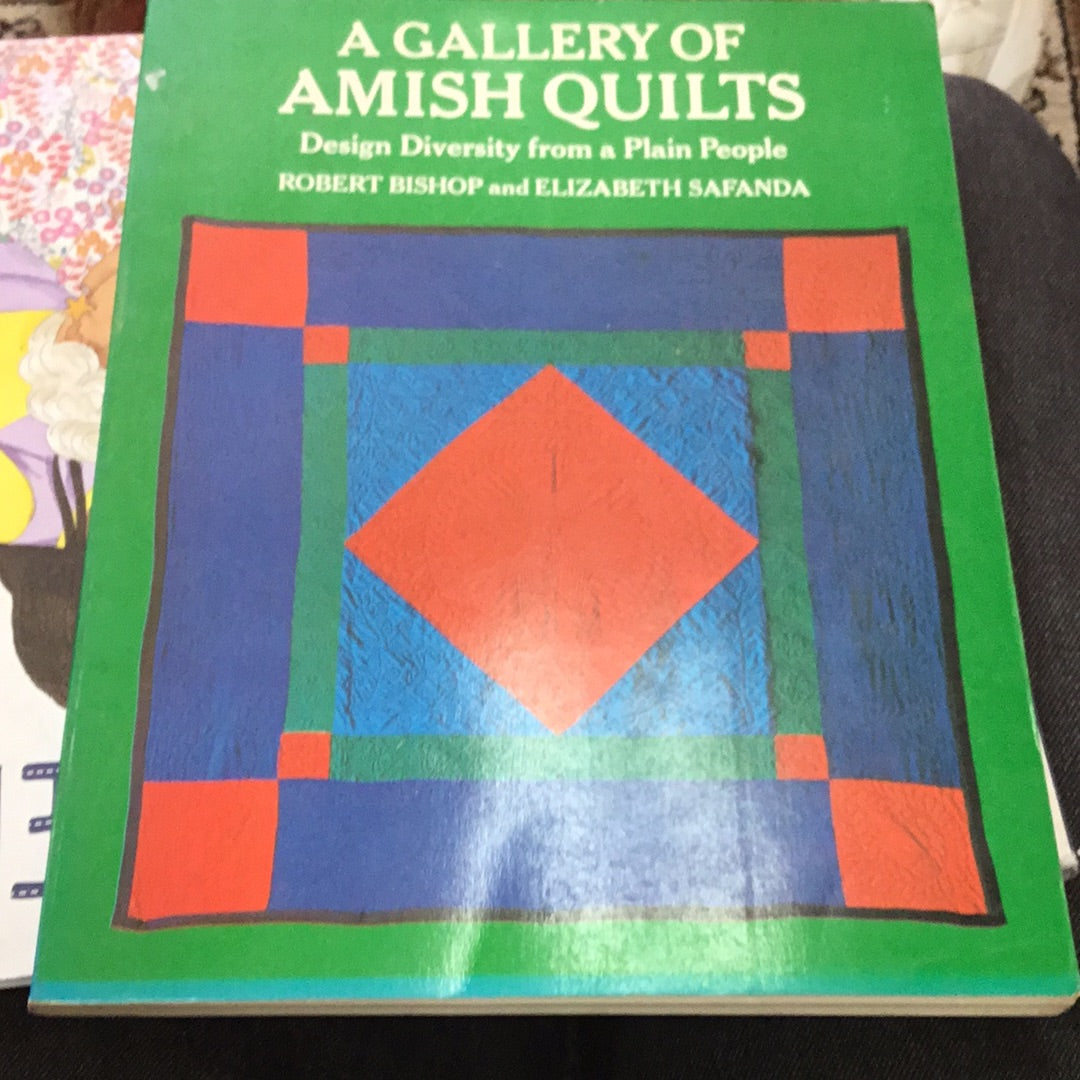 A GALLERY OF
AMISH QUILTS
Design Diversity from a Plain People
ROBERT BISHOP and ELIZABETH SAFANDA